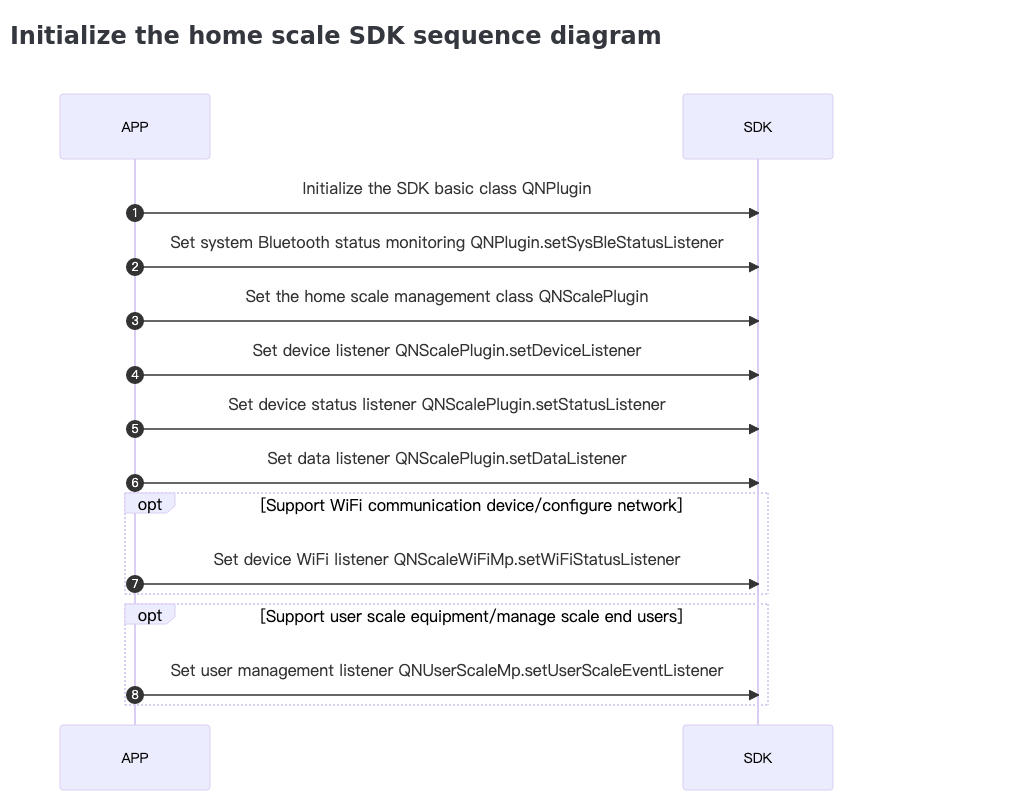 Initialize the home scale SDK sequence diagram
APP
SDK
Initialize the SDK basic class QNPlugin
1
Set system Bluetooth status monitoring QNPlugin.setSysBleStatusListener
2
Set the home scale management class QNScalePlugin
3
Set device listener QNScalePlugin.setDeviceListener
4
Set device status listener QNScalePlugin.setStatusListener
5
Set data listener QNScalePlugin.setDataListener
6
opt
[Support WiFi communication device/configure network]
Set device WiFi listener QNScaleWiFiMp.setWiFiStatusListener
7
opt
[Support user scale equipment/manage scale end users]
Set user management listener QNUserScaleMp.setUserScaleEventListener
8
APP
SDK